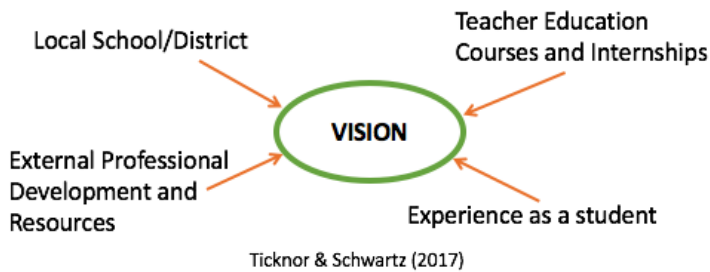 Local School/District
Teacher Education
Courses and Internships
VISION
External Professional
Development and
Resources
Experience as a student
Ticknor & Schwartz (2017)